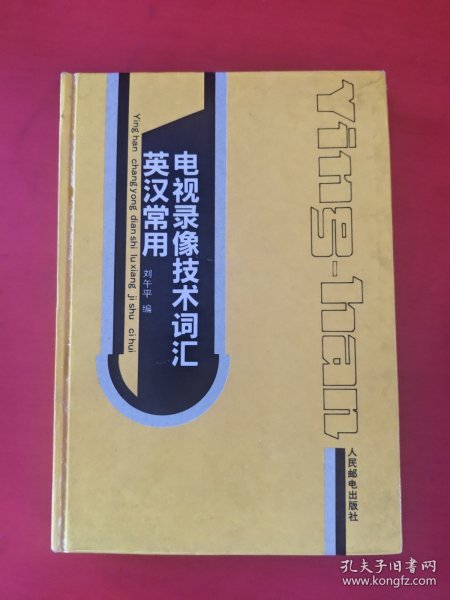 英汉常用
电视录像技术词汇
刘午平 编
Ying han chang yong dian shi lu xiang ji shu ci hui
Ying-han
人民邮电出版社
孔夫子旧书网
www.kongfz.com